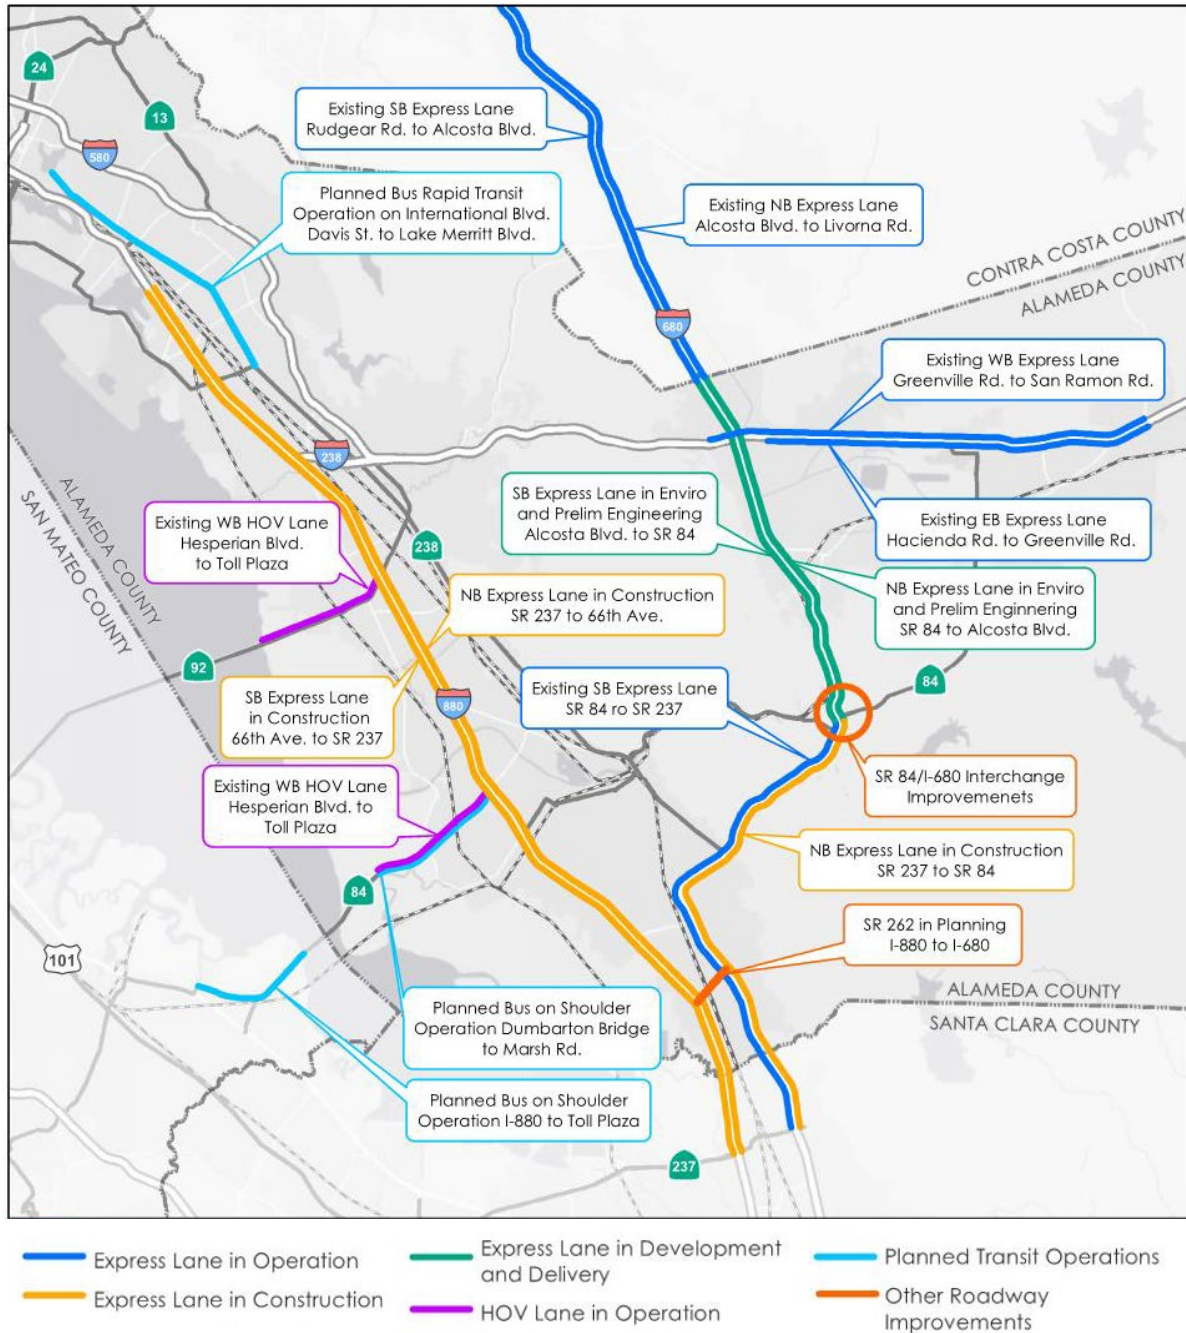 24
13
580
Existing SB Express Lane
Rudgear Rd. to Alcosta Blvd.
Planned Bus Rapid Transit
Operation on International Blvd.
Davis St. to Lake Merritt Blvd.
Existing NB Express Lane
Alcosta Blvd. to Livorna Rd.
CONTRA COSTA COUNTY
ALAMEDA COUNTY
680
Existing WB Express Lane
Greenville Rd. to San Ramon Rd.
238
ALAMEDA COUNTY
SAN MATEO COUNTY
Existing WB HOV Lane
Hesperian Blvd.
to Toll Plaza
238
SB Express Lane in Enviro
and Prelim Engineering
Alcosta Blvd. to SR 84
Existing EB Express Lane
Hacienda Rd. to Greenville Rd.
NB Express Lane in Construction
SR 237 to 66th Ave.
NB Express Lane in Enviro
and Prelim Enginnering
SR 84 to Alcosta Blvd.
92
SB Express Lane
in Construction
66th Ave. to SR 237
880
Existing SB Express Lane
SR 84 ro SR 237
84
Existing WB HOV Lane
Hesperian Blvd. to
Toll Plaza
SR 84/I-680 Interchange
Improvemenets
NB Express Lane in Construction
SR 237 to SR 84
84
101
SR 262 in Planning
I-880 to I-680
ALAMEDA COUNTY
SANTA CLARA COUNTY
Planned Bus on Shoulder
Operation Dumbarton Bridge
to Marsh Rd.
Planned Bus on Shoulder
Operation I-880 to Toll Plaza
237
Express Lane in Operation
Express Lane in Construction
Express Lane in Development
and Delivery
HOV Lane in Operation
Planned Transit Operations
Other Roadway
Improvements